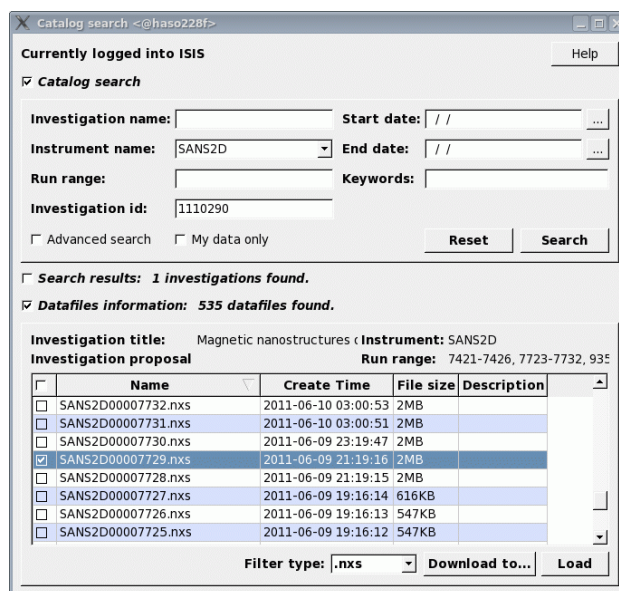 Catalog search <@haso228f>
Currently logged into ISIS Help
Catalog search
Investigation name: Start date: / / ...
Instrument name: SANS2D End date: / / ...
Run range: Keywords:
Investigation id: 1110290
Advanced search My data only Reset Search
Search results: 1 investigations found.
Datafiles information: 535 datafiles found.
Investigation title: Magnetic nanostructures Instrument: SANS2D
Investigation proposal Run range: 7421-7426, 7723-7732, 935
Name Create Time File size Description
SANS2D00007732.nxs 2011-06-10 03:00:53 2MB
SANS2D00007731.nxs 2011-06-10 03:00:51 2MB
SANS2D00007730.nxs 2011-06-09 23:19:47 2MB
SANS2D00007729.nxs 2011-06-09 21:19:16 2MB
SANS2D00007728.nxs 2011-06-09 21:19:15 2MB
SANS2D00007727.nxs 2011-06-09 19:16:14 616KB
SANS2D00007726.nxs 2011-06-09 19:16:13 547KB
SANS2D00007725.nxs 2011-06-09 19:16:12 547KB
Filter type: .nxs Download to... Load